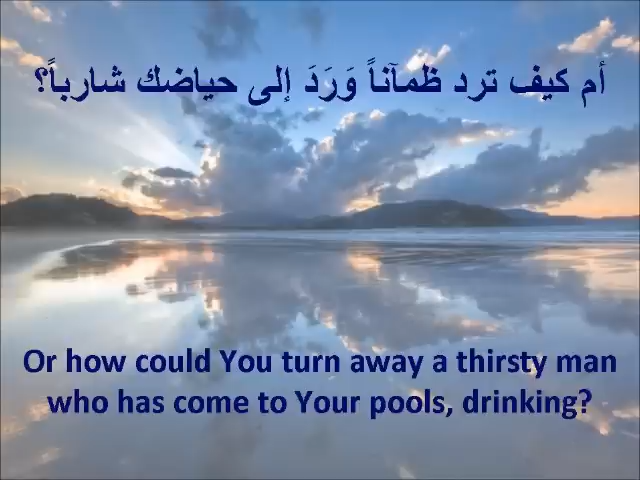 أم كيف ترد ظمآناً وَرَدَ إلى حياضك شارباً؟
Or how could You turn away a thirsty man
who has come to Your pools, drinking?